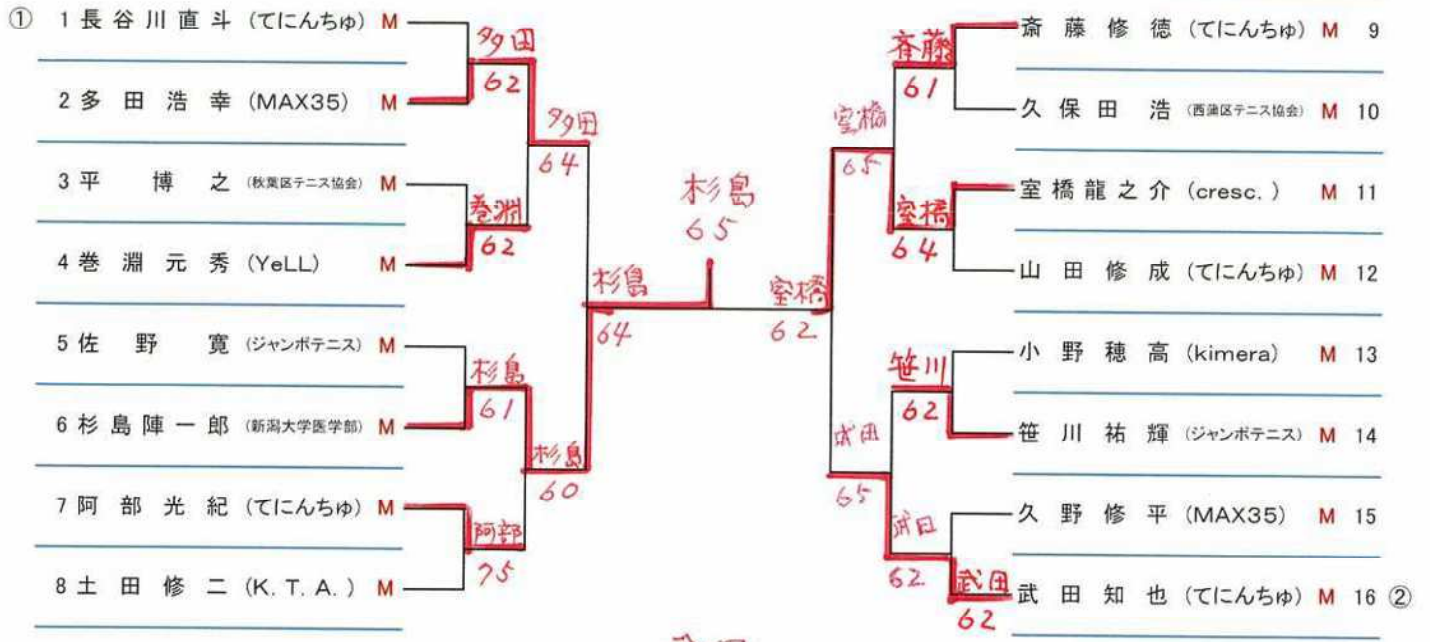 ① 1 長谷川直斗 (てにんちゅ) M
2 多田浩幸 (MAX35) M
3 平 博之 (秋葉区テニス協会) M
4 巻淵元秀 (YeLL) M
5 佐野 寛 (ジャンボテニス) M
6 杉島陣一郎 (新潟大学医学部) M
7 阿部光紀 (てにんちゅ) M
8 土田修二 (K.T.A.) M
多田
62
巻淵
62
杉島
61
阿部
75
多田
64
杉島
60
杉島
64
杉島
65
室橋
62
室橋
65
武田
65
斉藤
61
室橋
64
笹川
62
武田
62
武田
62
斎藤修徳 (てにんちゅ) M 9
久保田 浩 (西蒲区テニス協会) M 10
室橋龍之介 (cresc.) M 11
山田修成 (てにんちゅ) M 12
小野穂高 (kimera) M 13
笹川祐輝 (ジャンボテニス) M 14
久野修平 (MAX35) M 15
武田知也 (てにんちゅ) M 16 ②